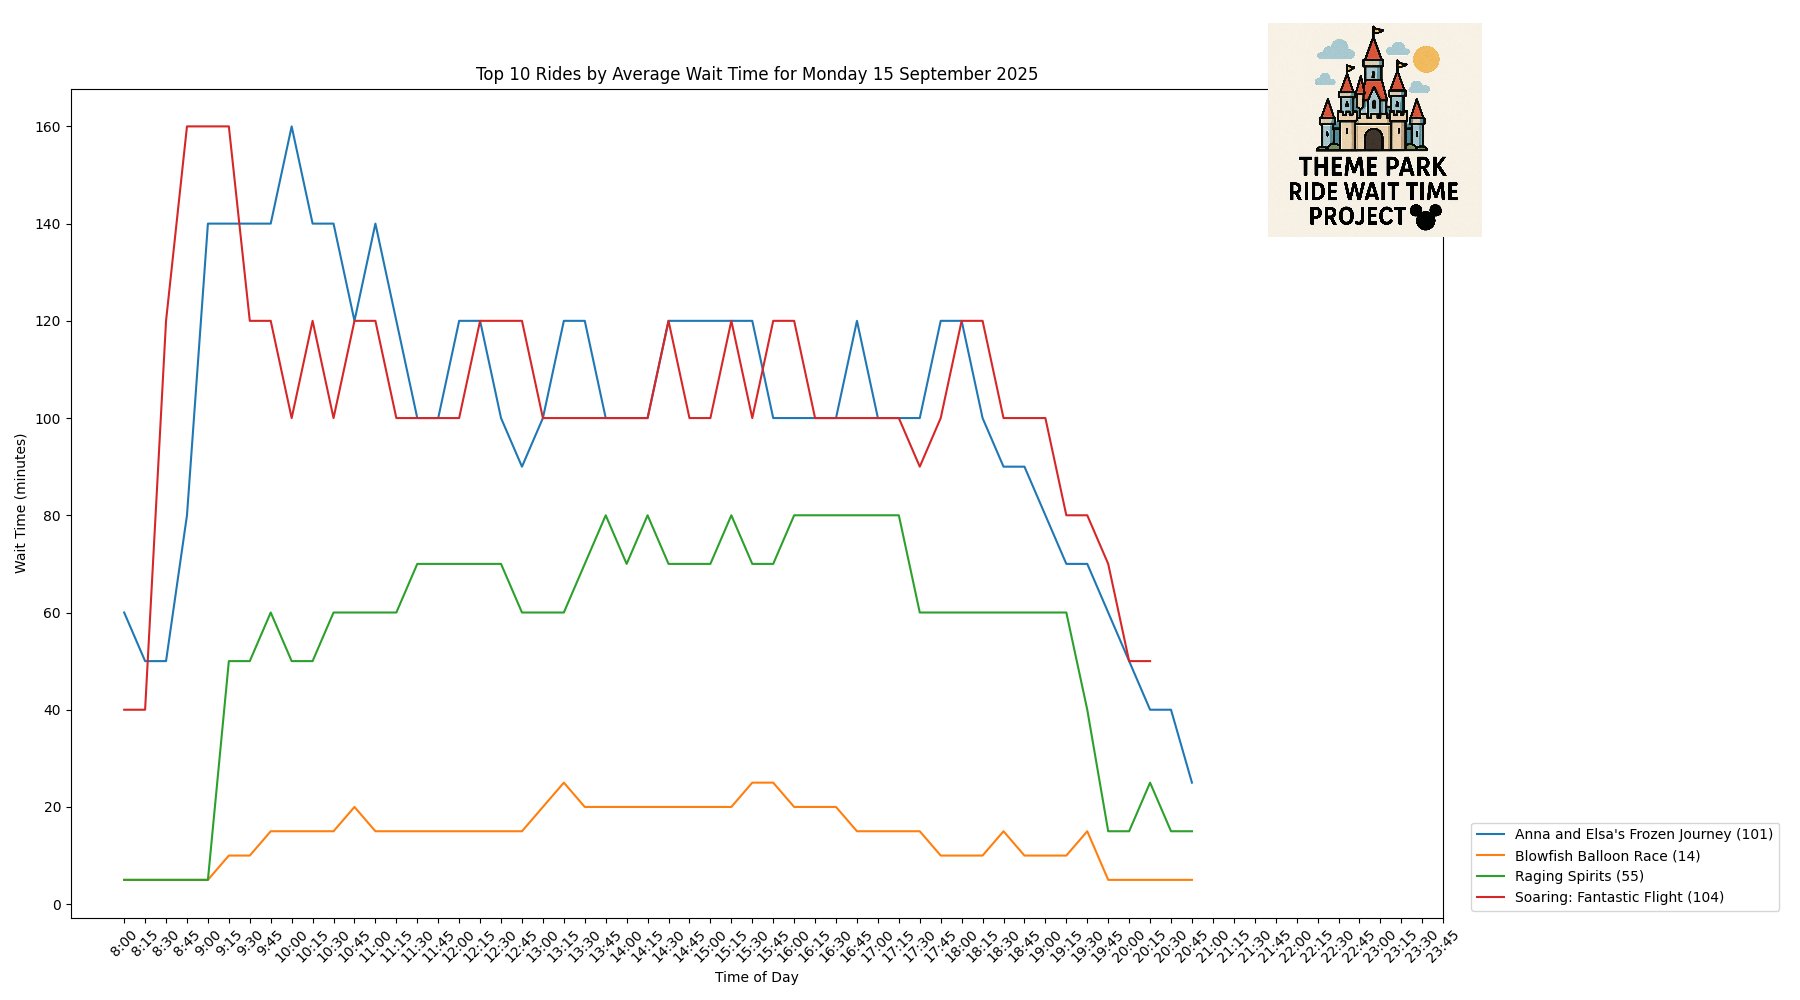 Top 10 Rides by Average Wait Time for Monday 15 September 2025
THEME PARK
RIDE WAIT TIME
PROJECT
Wait Time (minutes)
160
140
120
100
80
60
40
20
0
8:00 8:15 8:30 8:45 9:00 9:15 9:30 9:45 10:00 10:15 10:30 10:45 11:00 11:15 11:30 11:45 12:00 12:15 12:30 12:45 13:00 13:15 13:30 13:45 14:00 14:15 14:30 14:45 15:00 15:15 15:30 15:45 16:00 16:15 16:30 16:45 17:00 17:15 17:45 18:00 18:15 18:30 18:45 19:00 19:15 19:30 19:45 20:00 20:15 20:30 20:45 21:00 21:15 21:30 21:45 22:00 22:15 22:30 22:45 23:00 23:15 23:30 23:45
Time of Day
Anna and Elsa's Frozen Journey (101)
Blowfish Balloon Race (14)
Raging Spirits (55)
Soaring: Fantastic Flight (104)